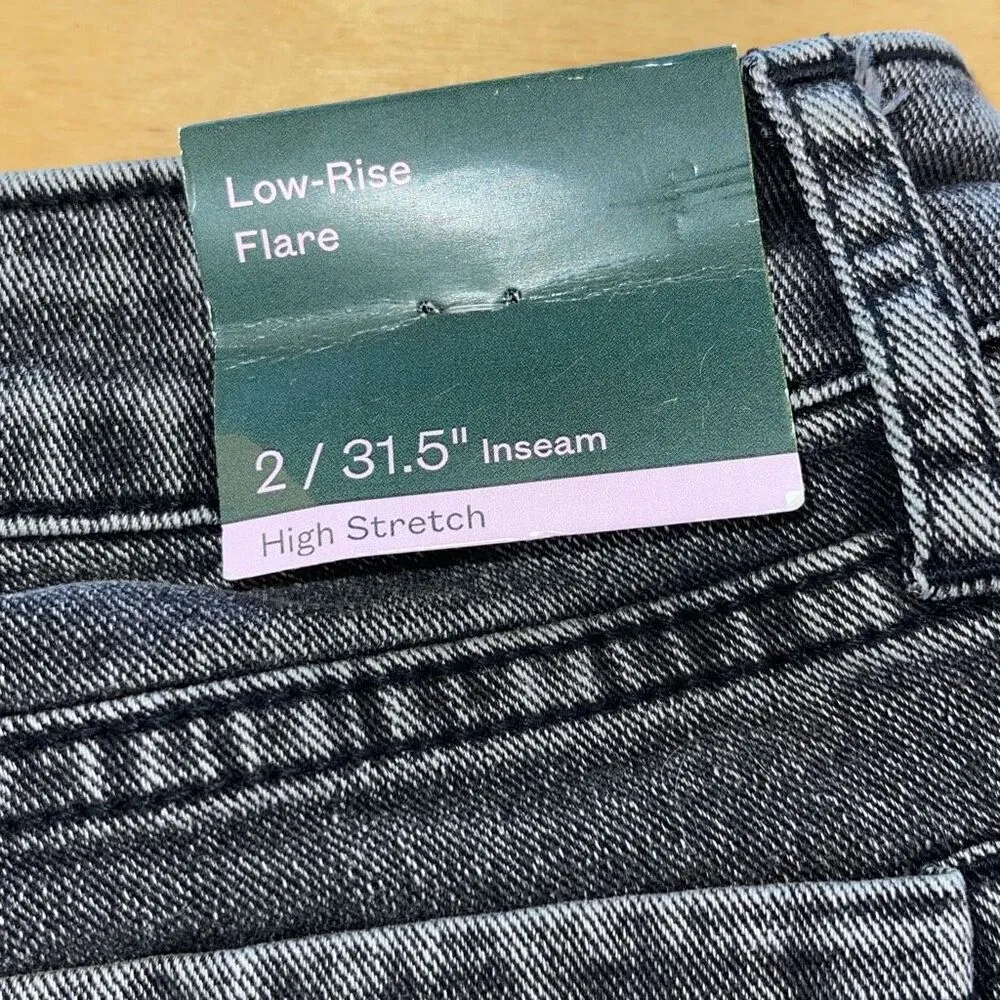 Low-Rise
Flare
2 / 31.5" Inseam
High Stretch